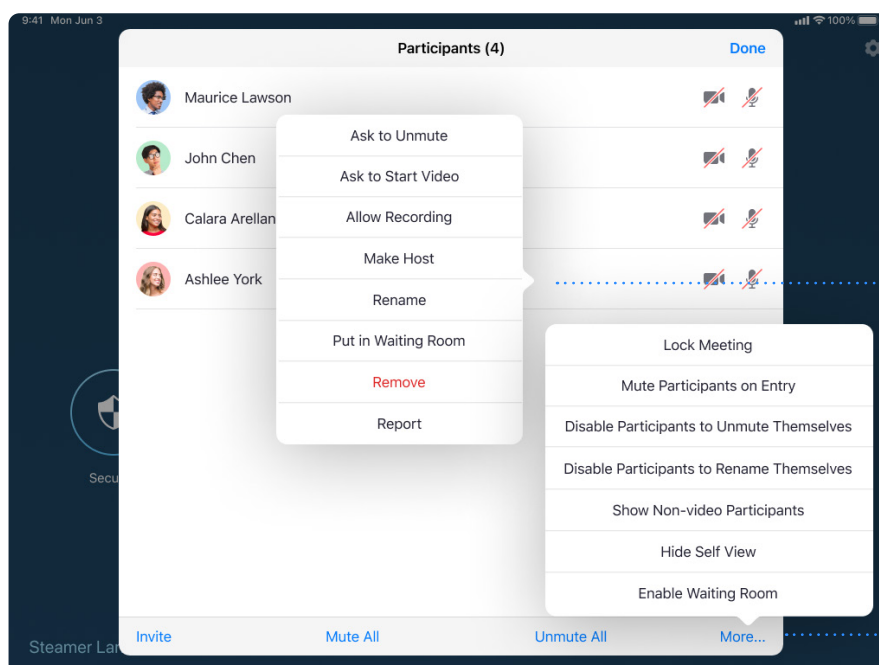 9:41 Mon Jun 3
100%
Participants (4)
Done
Maurice Lawson
John Chen
Calara Arellan
Ashlee York
Ask to Unmute
Ask to Start Video
Allow Recording
Make Host
Rename
Put in Waiting Room
Remove
Report
Lock Meeting
Mute Participants on Entry
Disable Participants to Unmute Themselves
Disable Participants to Rename Themselves
Show Non-video Participants
Hide Self View
Enable Waiting Room
Secu
Invite
Mute All
Unmute All
More...
Steamer Lar